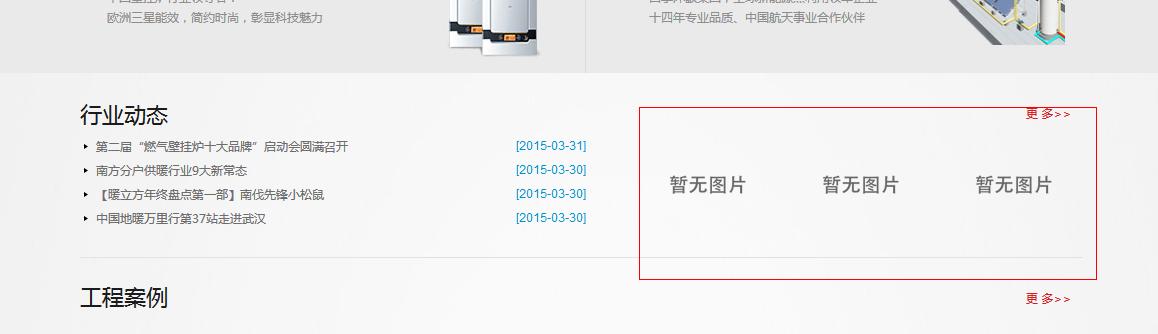 欧洲三星能效，简约时尚，彰显科技魅力
十四年专业品质、中国航天事业合作伙伴
行业动态
更 多>>
第二届“燃气壁挂炉十大品牌”启动会圆满召开 [2015-03-31]
南方分户供暖行业9大新常态 [2015-03-30]
【暖立方年终盘点第一部】南伐先锋小松鼠 [2015-03-30]
中国地暖万里行第37站走进武汉 [2015-03-30]
暂无图片 暂无图片 暂无图片
工程案例
更 多>>